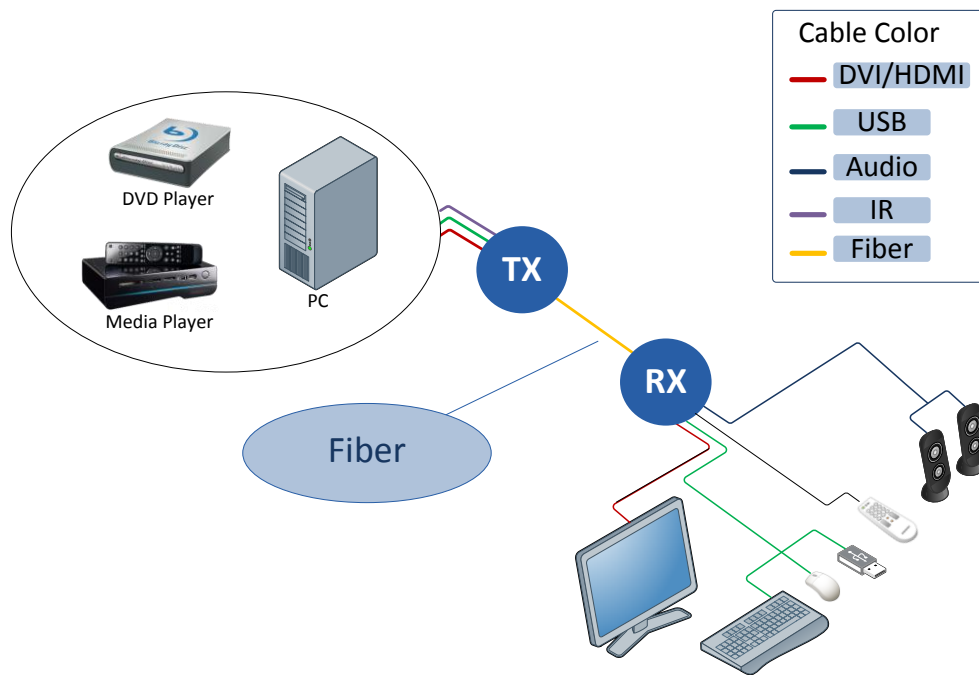 Cable Color
DVI/HDMI
USB
Audio
IR
Fiber
DVD Player
PC
Media Player
TX
RX
Fiber